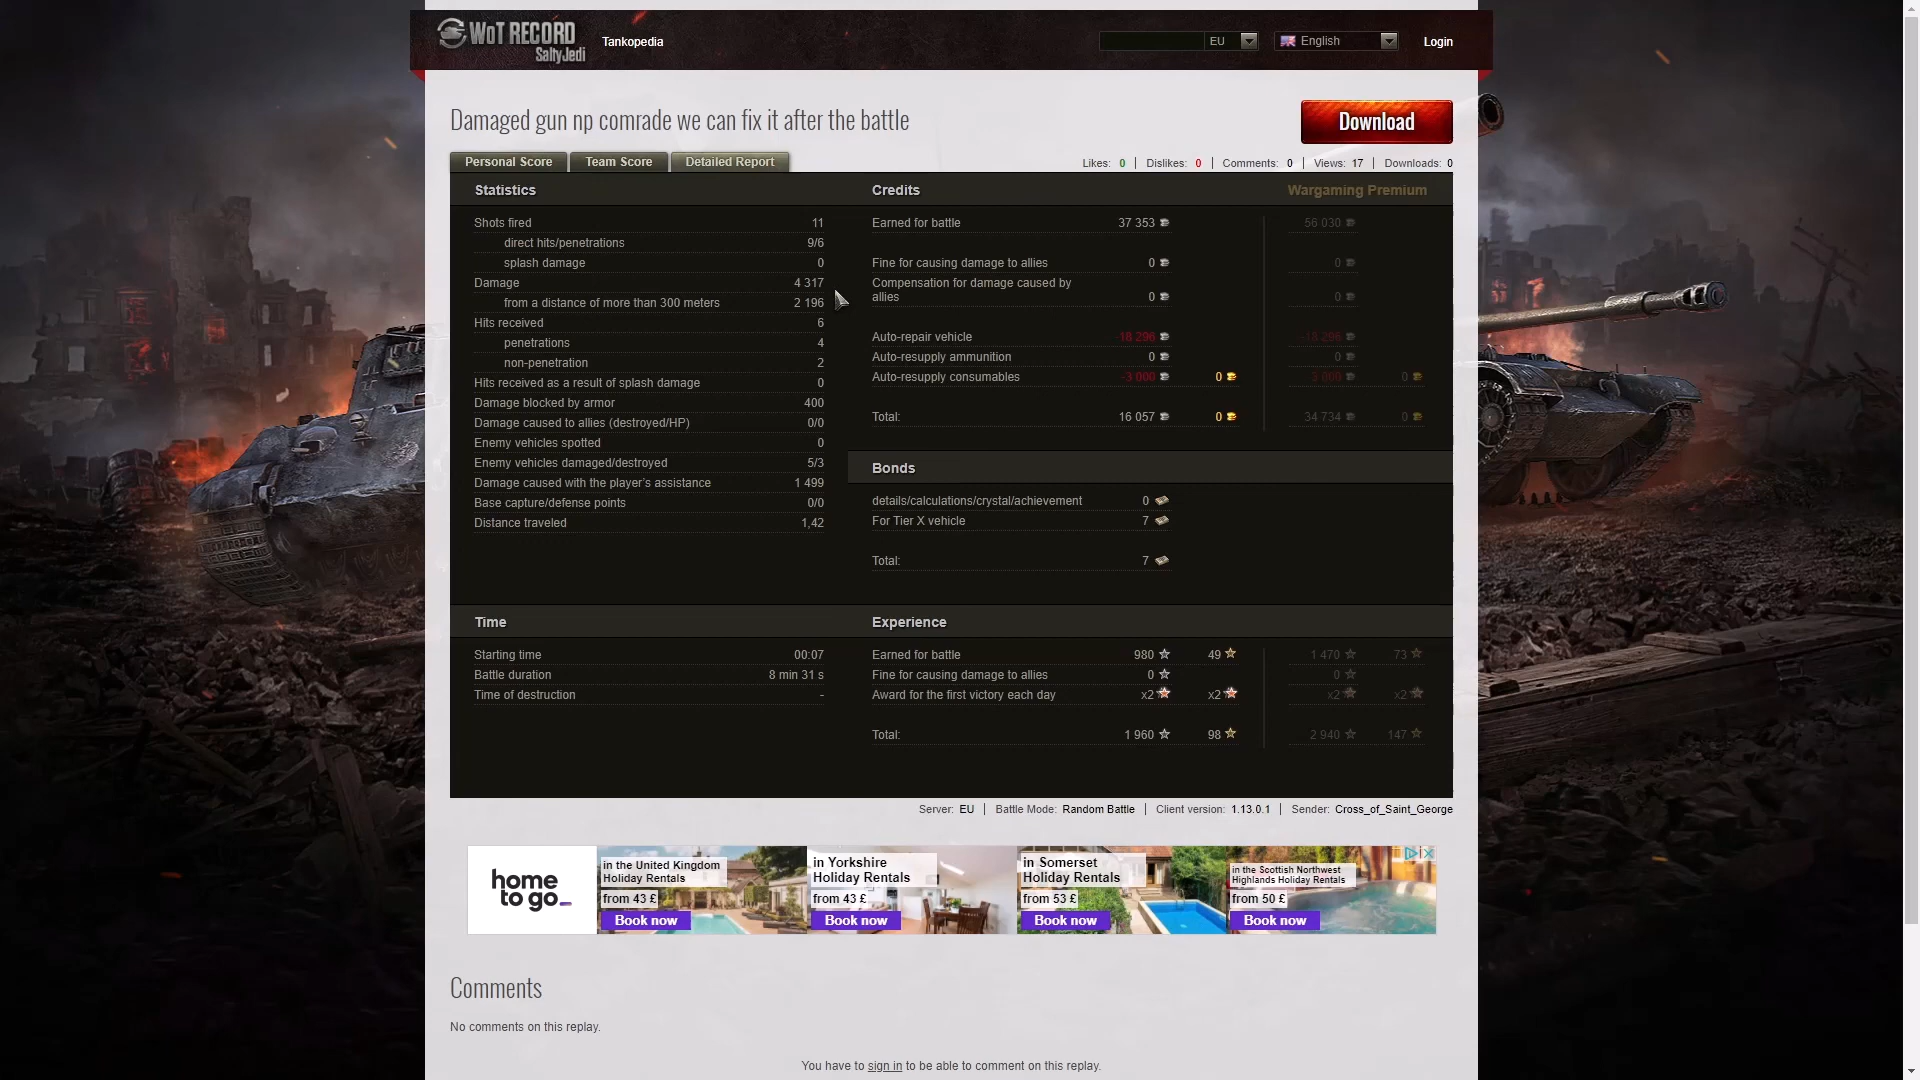 WoT RECORD
SaltyJedi
Tankopedia
EU
English
Login
Damaged gun np comrade we can fix it after the battle
Download
Personal Score
Team Score
Detailed Report
Likes: 0 | Dislikes: 0 | Comments: 0 | Views: 17 | Downloads: 0
Statistics
Shots fired 11
direct hits/penetrations 9/6
splash damage 0
Damage 4 317
from a distance of more than 300 meters 2 196
Hits received 6
penetrations 4
non-penetration 2
Hits received as a result of splash damage 0
Damage blocked by armor 400
Damage caused to allies (destroyed/HP) 0/0
Enemy vehicles spotted 0
Enemy vehicles damaged/destroyed 5/3
Damage caused with the player's assistance 1 499
Base capture/defense points 0/0
Distance traveled 1,42
Credits
Wargaming Premium
Earned for battle 37 353 56 030
Fine for causing damage to allies 0 0
Compensation for damage caused by
allies 0 0
Auto-repair vehicle -18 296 -18 296
Auto-resupply ammunition 0 0
Auto-resupply consumables -3 000 0 -3 000 0
Total: 16 057 0 34 734 0
Bonds
details/calculations/crystal/achievement 0
For Tier X vehicle 7
Total: 7
Time
Starting time 00:07
Battle duration 8 min 31 s
Time of destruction -
Experience
Earned for battle 980 49 1 470 73
Fine for causing damage to allies 0 0
Award for the first victory each day x2 x2 x2 x2
Total: 1 960 98 2 940 147
Server: EU | Battle Mode: Random Battle | Client version: 1.13.0.1 | Sender: Cross_of_Saint_George
home
to go_
in the United Kingdom
Holiday Rentals
from 43 £
Book now
in Yorkshire
Holiday Rentals
from 43 £
Book now
in Somerset
Holiday Rentals
from 53 £
Book now
in the Scottish Northwest
Highlands Holiday Rentals
from 50 £
Book now
Comments
No comments on this replay.
You have to sign in to be able to comment on this replay.